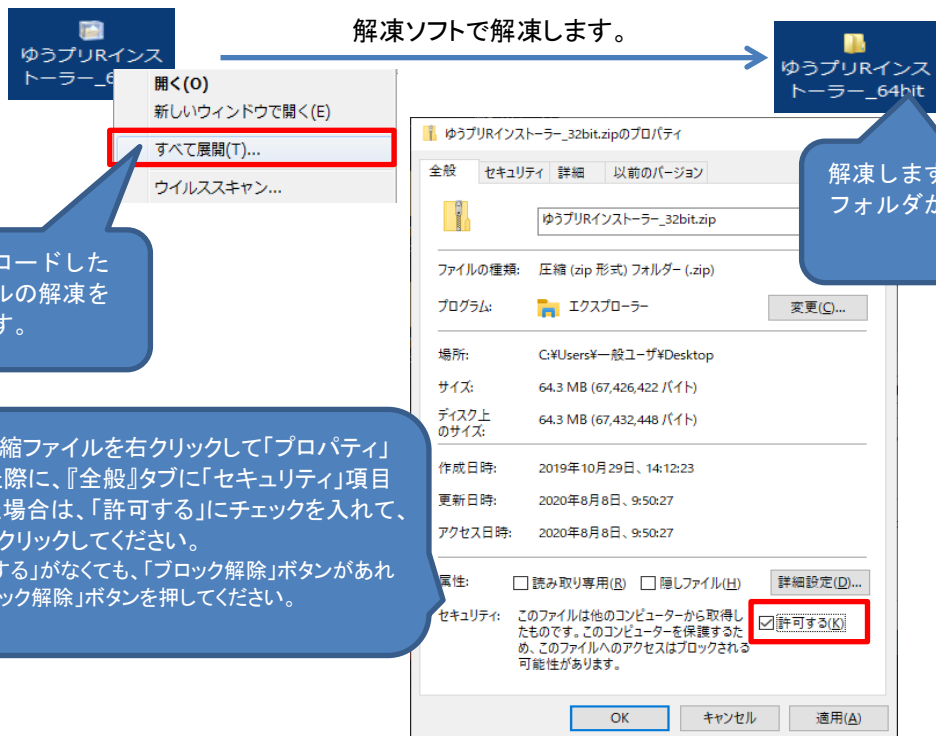 解凍ソフトで解凍します。
ゆうプリRインス
トーラー_6
ゆうプリRインス
トーラー_64bit
開く(O)
新しいウィンドウで開く(E)
すべて展開(T)...
ウイルススキャン...
コードした
ルの解凍を
す。
解凍します
フォルダが
縮ファイルを右クリックして「プロパティ」
際に、『全般』タブに「セキュリティ」項目
場合は、「許可する」にチェックを入れて、
クリックしてください。
する」がなくても、「ブロック解除」ボタンがあれ
ック解除」ボタンを押してください。
ゆうプリRインストーラー_32bit.zipのプロパティ
全般 セキュリティ 詳細 以前のバージョン
ゆうプリRインストーラー_32bit.zip
ファイルの種類: 圧縮 (zip 形式) フォルダー (.zip)
プログラム: エクスプローラー 変更(C)...
場所: C:¥Users¥一般ユーザ¥Desktop
サイズ: 64.3 MB (67,426,422 バイト)
ディスク上
のサイズ: 64.3 MB (67,432,448 バイト)
作成日時: 2019年10月29日、14:12:23
更新日時: 2020年8月8日、9:50:27
アクセス日時: 2020年8月8日、9:50:27
属性: 読み取り専用(R) 隠しファイル(H) 詳細設定(D)...
セキュリティ: このファイルは他のコンピューターから取得し
たものです。このコンピューターを保護するた
め、このファイルへのアクセスはブロックされる
可能性があります。
許可する(K)
OK キャンセル 適用(A)